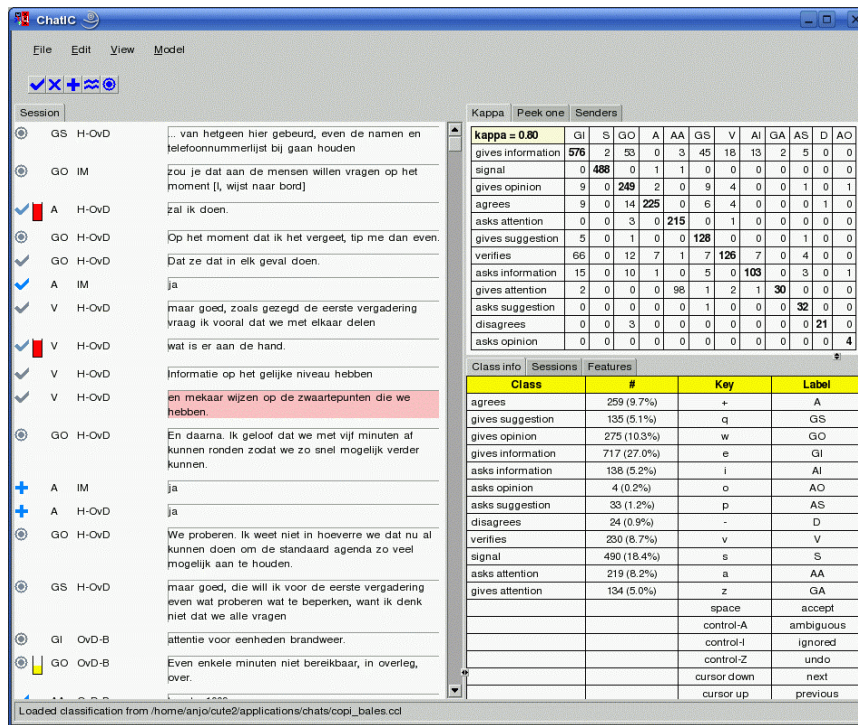 ChatIC
File Edit View Model
Session
GS H-OvD ... van hetgeen hier gebeurd, even de namen en
telefoonnummerlijst bij gaan houden
GO IM zou je dat aan de mensen willen vragen op het
moment [I, wijst naar bord]
A H-OvD zal ik doen.
GO H-OvD Op het moment dat ik het vergeet, tip me dan even.
GO H-OvD Dat ze dat in elk geval doen.
A IM ja
V H-OvD maar goed, zoals gezegd de eerste vergadering
vraag ik vooral dat we met elkaar delen
V H-OvD wat is er aan de hand.
V H-OvD Informatie op het gelijke niveau hebben
V H-OvD en mekaar wijzen op de zwaartepunten die we
hebben.
GO H-OvD En daarna. Ik geloof dat we met vijf minuten af
kunnen ronden zodat we zo snel mogelijk verder
kunnen.
A IM ja
A H-OvD ja
GO H-OvD We proberen. Ik weet niet in hoeverre we dat nu al
kunnen doen om de standaard agenda zo veel
mogelijk aan te houden.
GS H-OvD maar goed, die will ik voor de eerste vergadering
even wat proberen wat te beperken, want ik denk
niet dat we alle vragen
GI OvD-B attentie voor eenheden brandweer.
GO OvD-B Even enkele minuten niet bereikbaar, in overleg,
over.
Kappa Peek one Senders
kappa = 0.80 GI S GO A AA GS V AI GA AS D AO
gives information 576 2 53 0 3 45 18 13 2 5 0 0
signal 0 488 0 1 1 0 0 0 0 0 0 0
gives opinion 9 0 249 2 0 9 4 0 0 1 0 1
agrees 9 0 14 225 0 6 4 0 0 0 1 0
asks attention 0 0 3 0 215 0 1 0 0 0 0 0
gives suggestion 5 0 1 0 0 128 0 0 0 1 0 0
verifies 66 0 12 7 1 7 126 7 0 4 0 0
asks information 15 0 10 1 0 5 0 103 0 3 0 1
gives attention 2 0 0 0 98 1 2 1 30 0 0 0
asks suggestion 0 0 0 0 0 1 0 0 0 32 0 0
disagrees 0 0 3 0 0 0 0 0 0 0 21 0
asks opinion 0 0 0 0 0 0 0 0 0 0 0 4
Class info Sessions Features
Class # Key Label
agrees 259 (9.7%) + A
gives suggestion 135 (5.1%) q GS
gives opinion 275 (10.3%) w GO
gives information 717 (27.0%) e GI
asks information 138 (5.2%) i AI
asks opinion 4 (0.2%) o AO
asks suggestion 33 (1.2%) p AS
disagrees 24 (0.9%) - D
verifies 230 (8.7%) v V
signal 490 (18.4%) s S
asks attention 219 (8.2%) a AA
gives attention 134 (5.0%) z GA
space accept
control-A ambiguous
control-I ignored
control-Z undo
cursor down next
cursor up previous
Loaded classification from /home/anjo/cute2/applications/chats/copi_bales.ccl